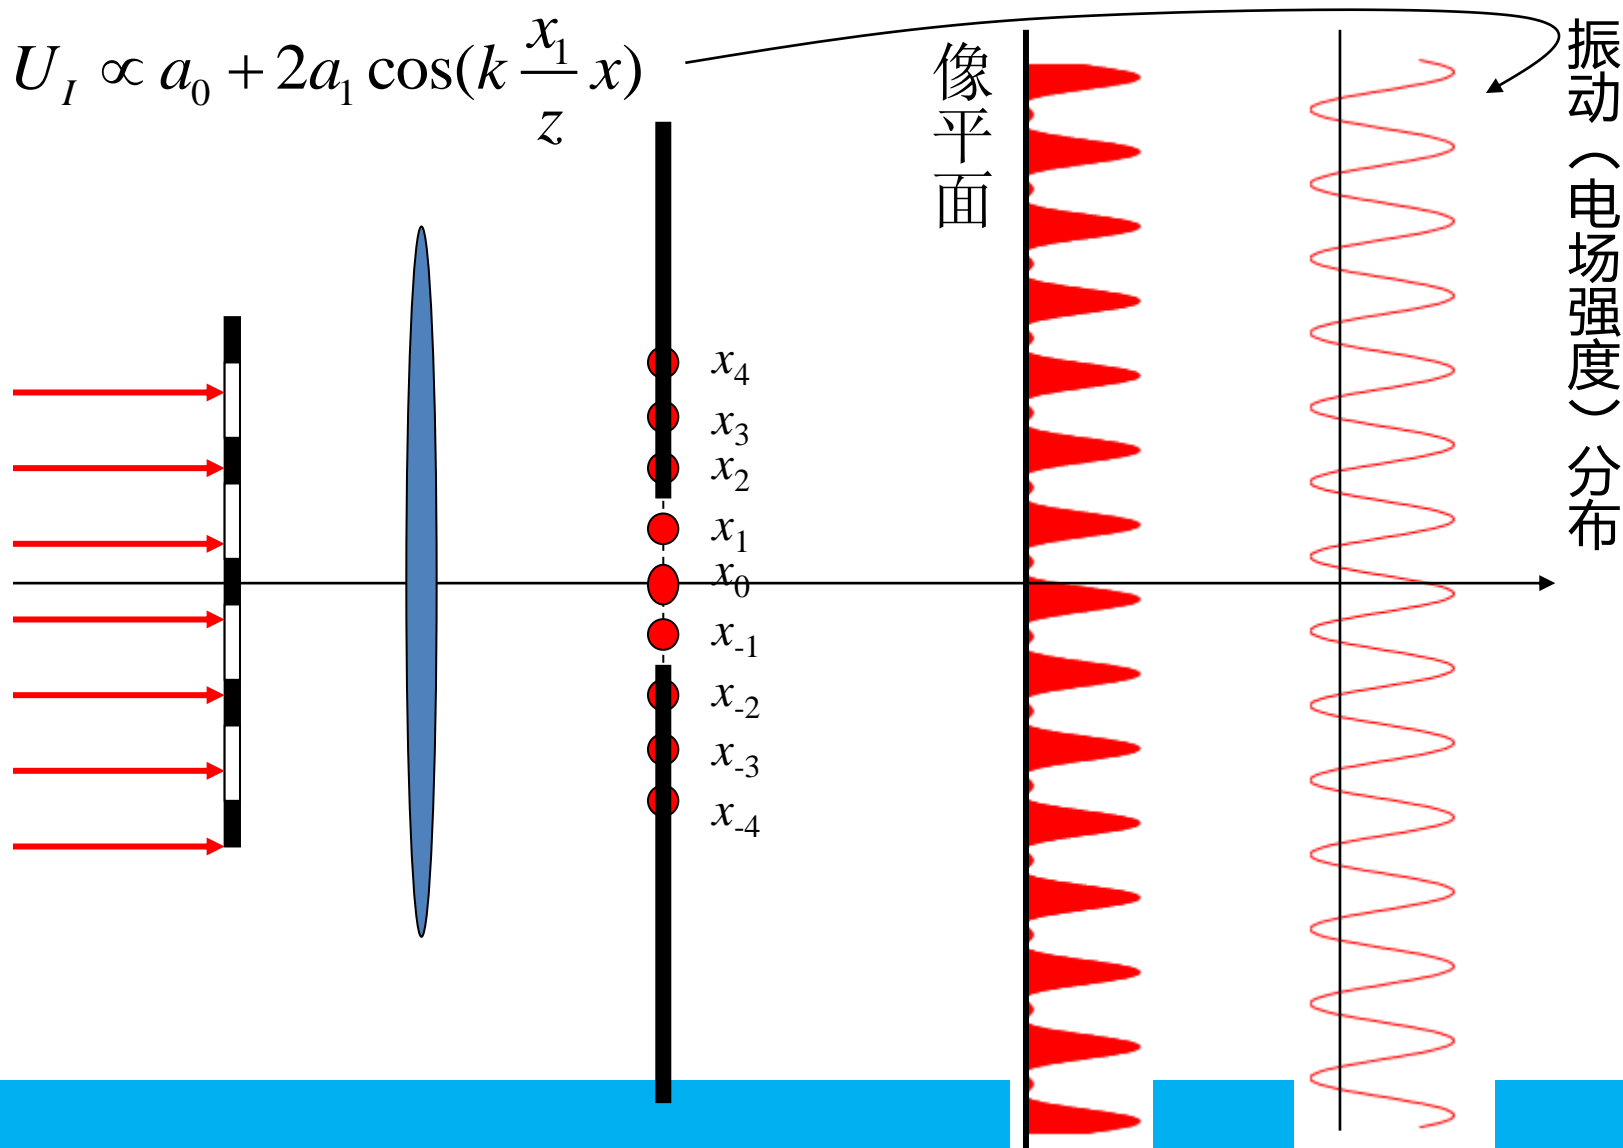 U_I ∝ a_0 + 2a_1 cos(k \frac{x_1}{z} x)
像平面
振动（电场强度）分布
x_4
x_3
x_2
x_1
x_0
x_{-1}
x_{-2}
x_{-3}
x_{-4}